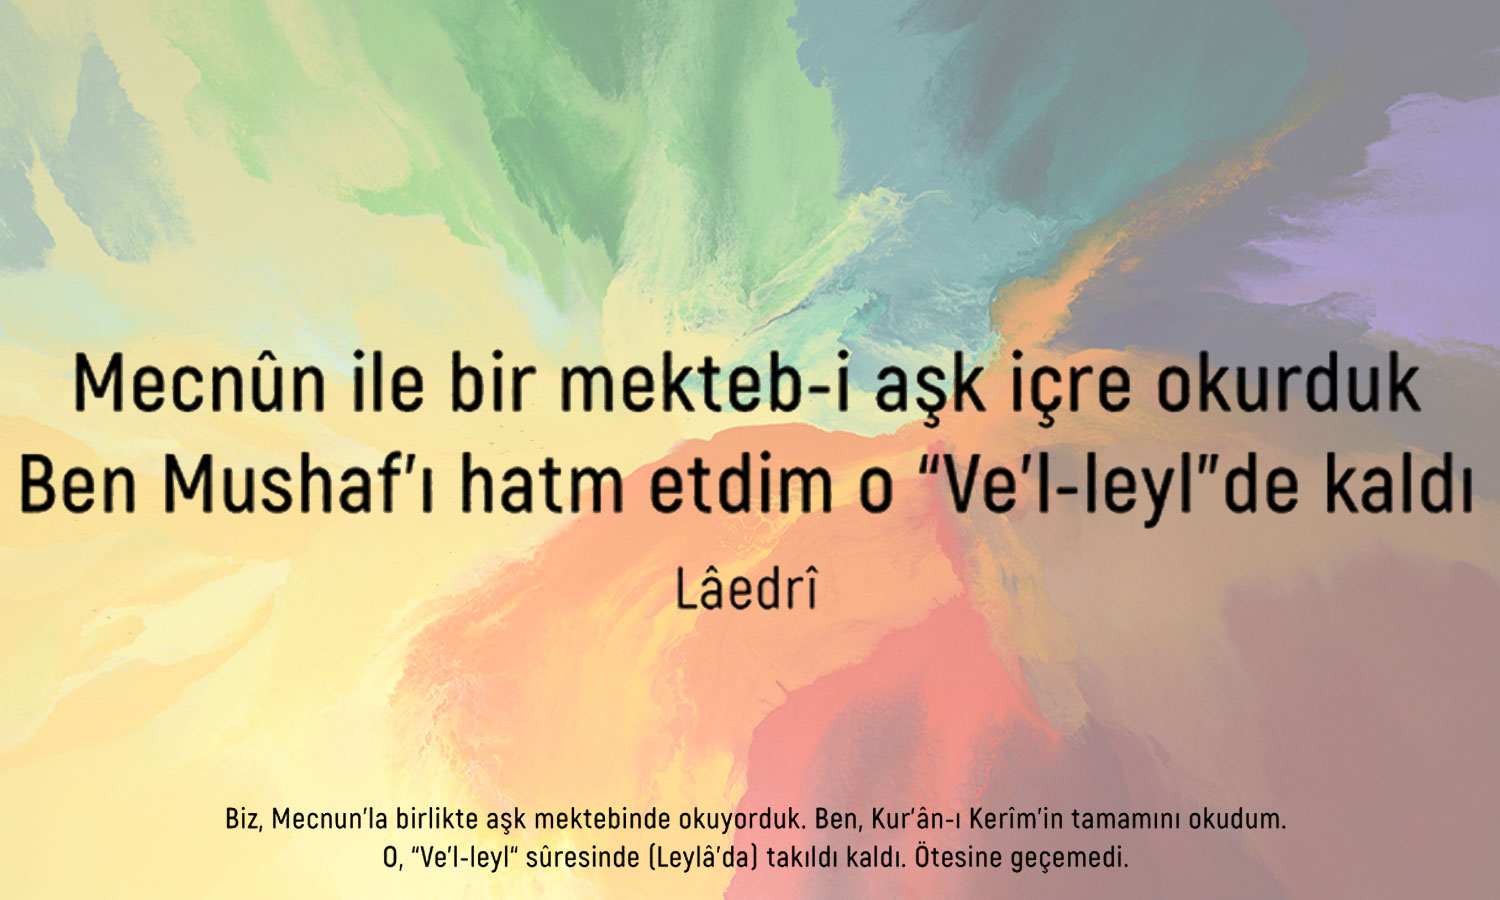 Mecnûn ile bir mekteb-i aşk içre okurduk
Ben Mushaf’ı hatm etdim o “Ve’l-leyl”de kaldı
Lâedrî
Biz, Mecnun’la birlikte aşk mektebinde okuyorduk. Ben, Kur’ân-ı Kerîm’in tamamını okudum.
O, “Ve’l-leyl“ sûresinde (Leylâ’da) takıldı kaldı. Ötesine geçemedi.